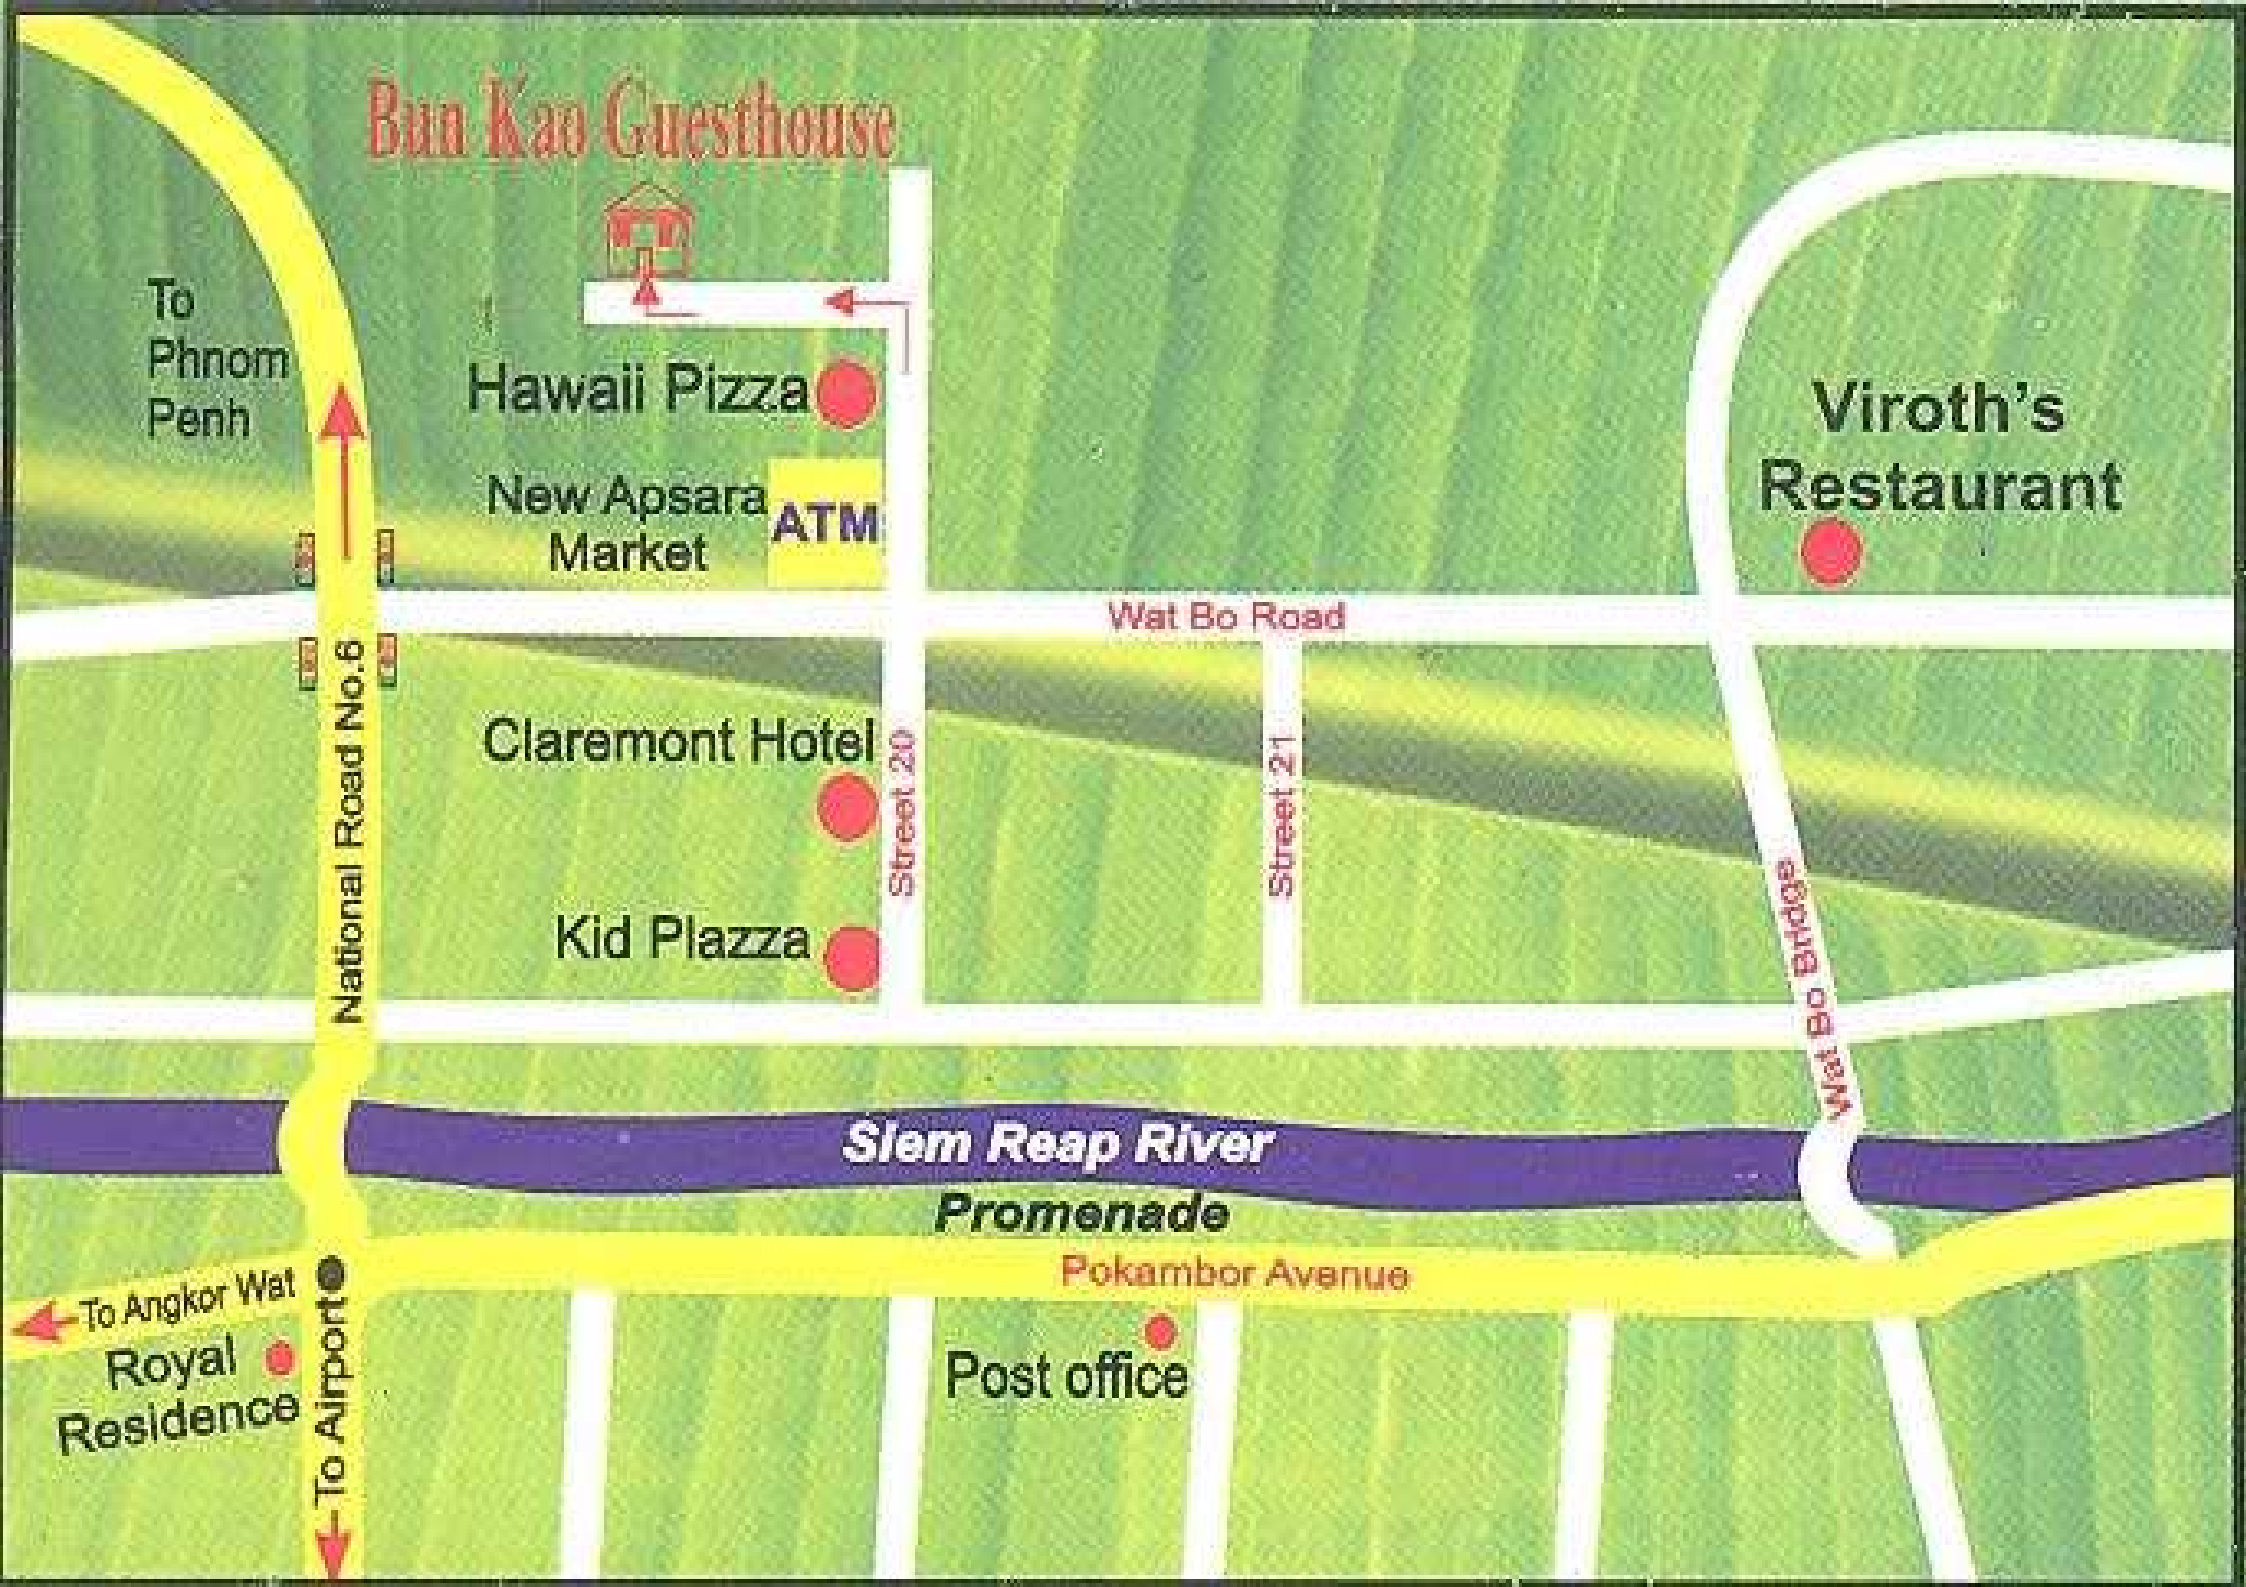 Bun Kao Guesthouse
To
Phnom
Penh
Hawaii Pizza
New Apsara
Market
ATM
Viroth's
Restaurant
Wat Bo Road
National Road No.6
Claremont Hotel
Street 20
Street 21
Kid Plazza
Wat Bo Bridge
Siem Reap River
Promenade
Pokambor Avenue
To Angkor Wat
To Airport
Royal
Residence
Post office